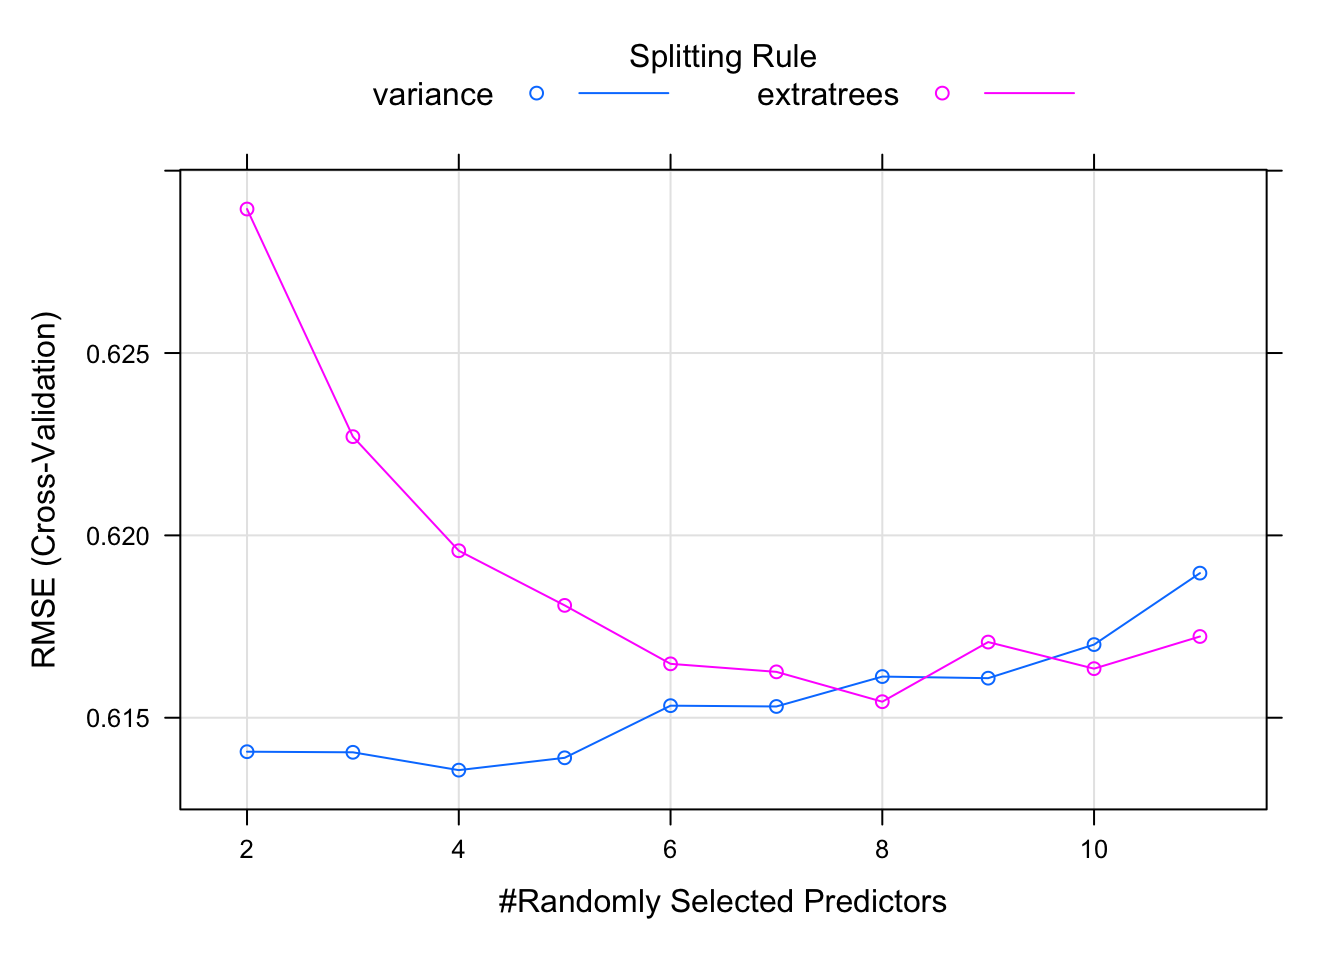 Splitting Rule
variance extratrees
RMSE (Cross-Validation)
0.625
0.620
0.615
2 4 6 8 10
#Randomly Selected Predictors